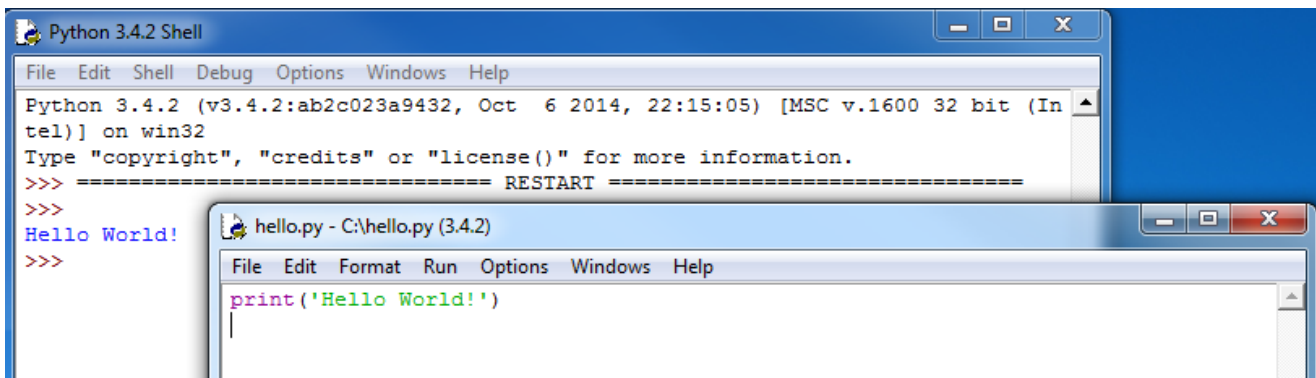 Python 3.4.2 Shell
File Edit Shell Debug Options Windows Help
Python 3.4.2 (v3.4.2:ab2c023a9432, Oct  6 2014, 22:15:05) [MSC v.1600 32 bit (In
tel)] on win32
Type "copyright", "credits" or "license()" for more information.
>>> ================================ RESTART ================================
>>>
Hello World!
>>>
hello.py - C:\hello.py (3.4.2)
File Edit Format Run Options Windows Help
print('Hello World!')